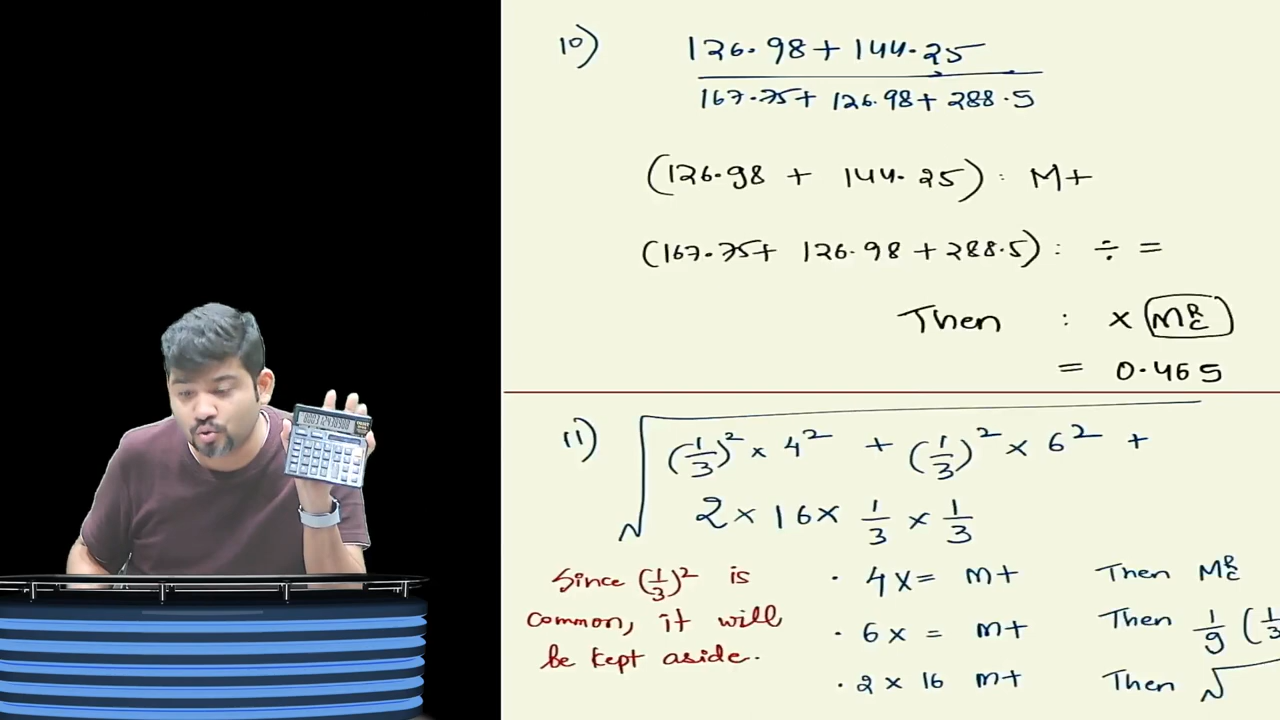 10) 126.98 + 144.25
167.75 + 126.98 + 288.5
(126.98 + 144.25) : M+
(167.75 + 126.98 + 288.5) : ÷ =
Then : × MRC
= 0.465
11) √ (1/3)² × 4² + (1/3)² × 6² +
2 × 16 × 1/3 × 1/3
Since (1/3)² is
common, it will
be kept aside.
· 4 × = M+ Then MRC
· 6 × = M+ Then 1/9 (1/3
· 2 × 16 M+ Then √